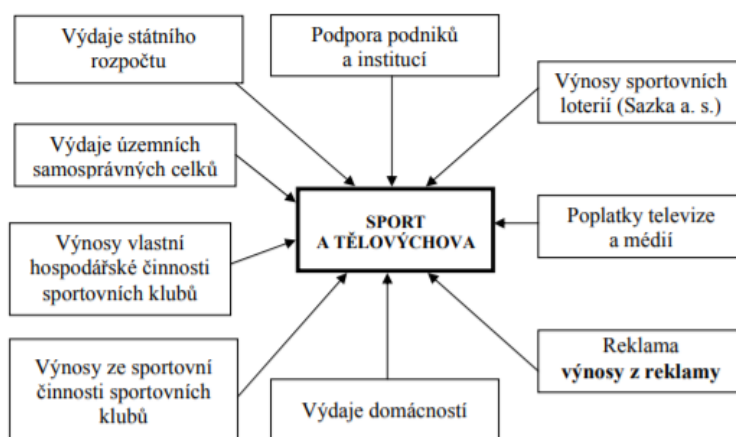 Výdaje státního
rozpočtu
Podpora podniků
a institucí
Výnosy sportovních
loterií (Sazka a. s.)
Výdaje územních
samosprávných celků
SPORT
A TĚLOVÝCHOVA
Poplatky televize
a médií
Výnosy vlastní
hospodářské činnosti
sportovních klubů
Výnosy ze sportovní
činnosti sportovních
klubů
Výdaje domácností
Reklama
výnosy z reklamy